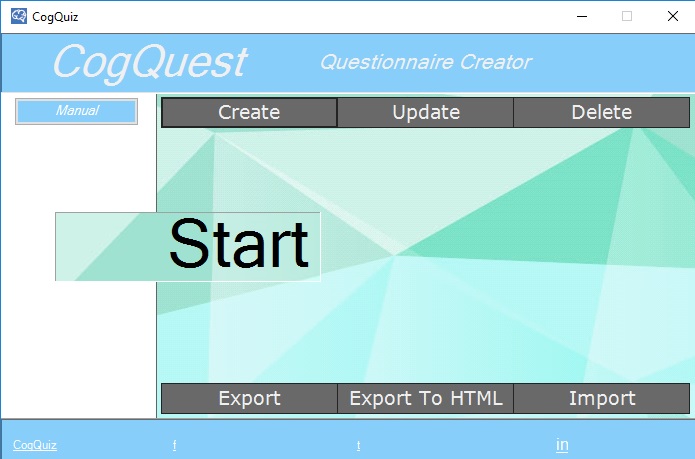 CogQuiz
CogQuest Questionnaire Creator
Manual
Create Update Delete
Start
Export Export To HTML Import
CogQuiz f t in